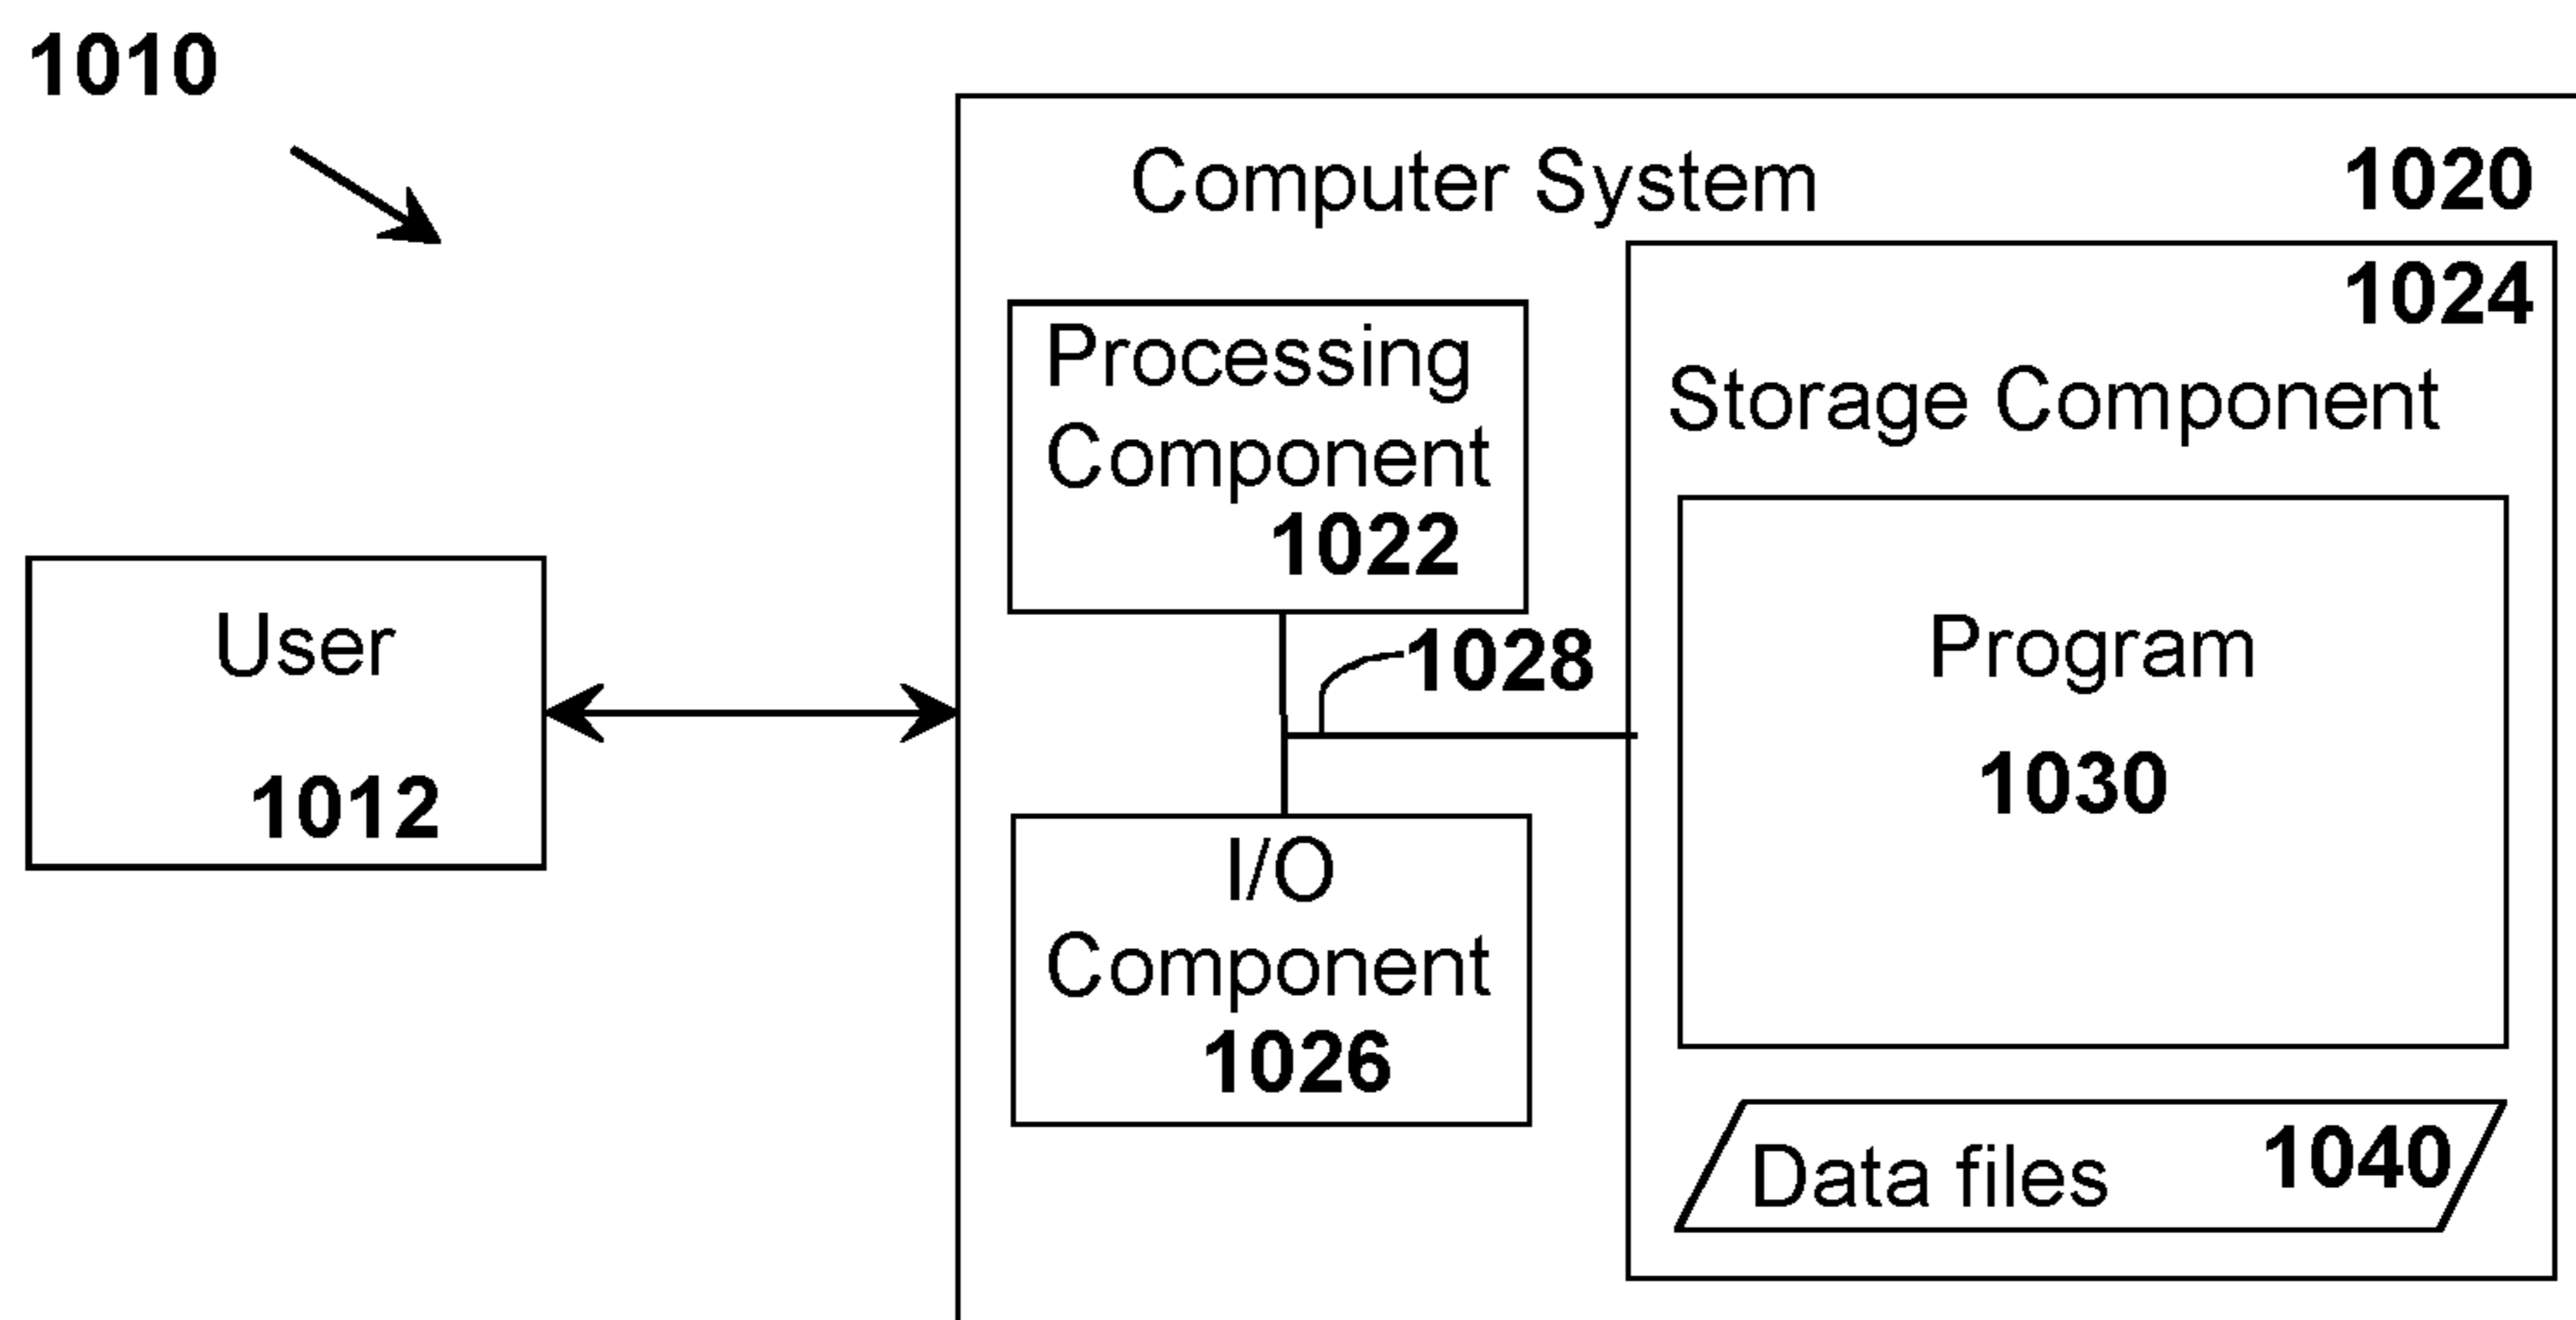 1010
Computer System
1020
1024
Processing
Component
1022
Storage Component
User
1012
1028
Program
1030
I/O
Component
1026
Data files
1040